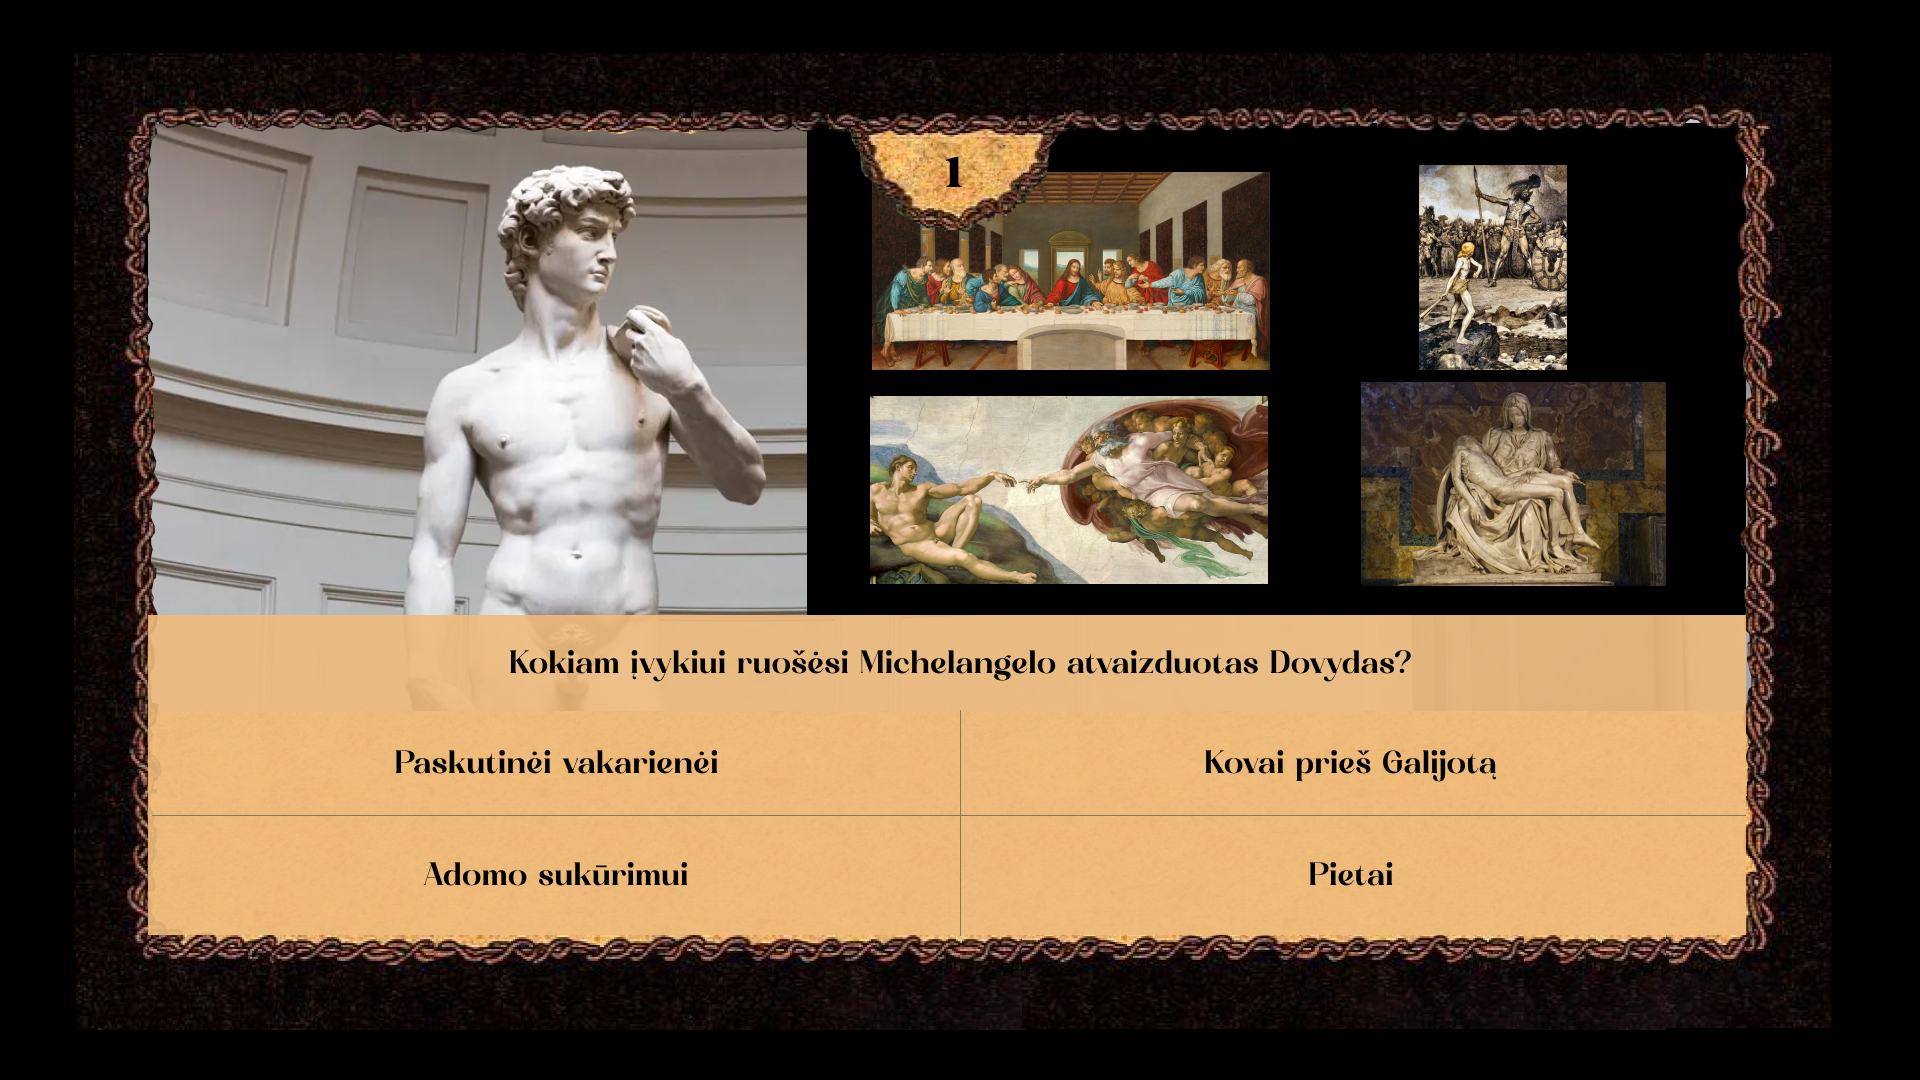 1
Kokiam įvykiui ruošėsi Michelangelo atvaizduotas Dovydas?
Paskutinėi vakarienėi
Kovai prieš Galijotą
Adomo sukūrimui
Pietai